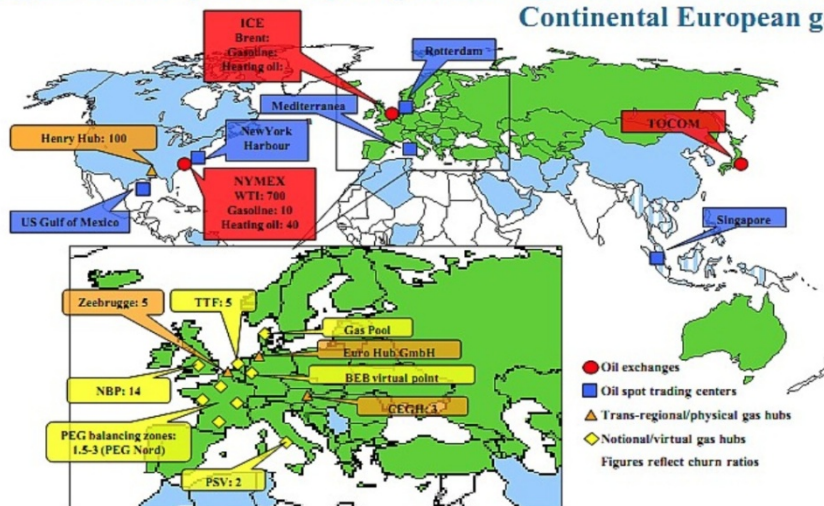 Continental European g
ICE
Brent:
Gasoline:
Heating oil:
Rotterdam
Mediterranea
TOCOM
Henry Hub: 100
NewYork
Harbour
NYMEX
WTI: 700
Gasoline: 10
Heating oil: 40
US Gulf of Mexico
Singapore
Zeebrugge: 5
TTF: 5
Gas Pool
Euro Hub GmbH
BEB virtual point
NBP: 14
CEGH: 3
PEG balancing zones:
1.5-3 (PEG Nord)
PSV: 2
Oil exchanges
Oil spot trading centers
Trans-regional/physical gas hubs
Notional/virtual gas hubs
Figures reflect churn ratios